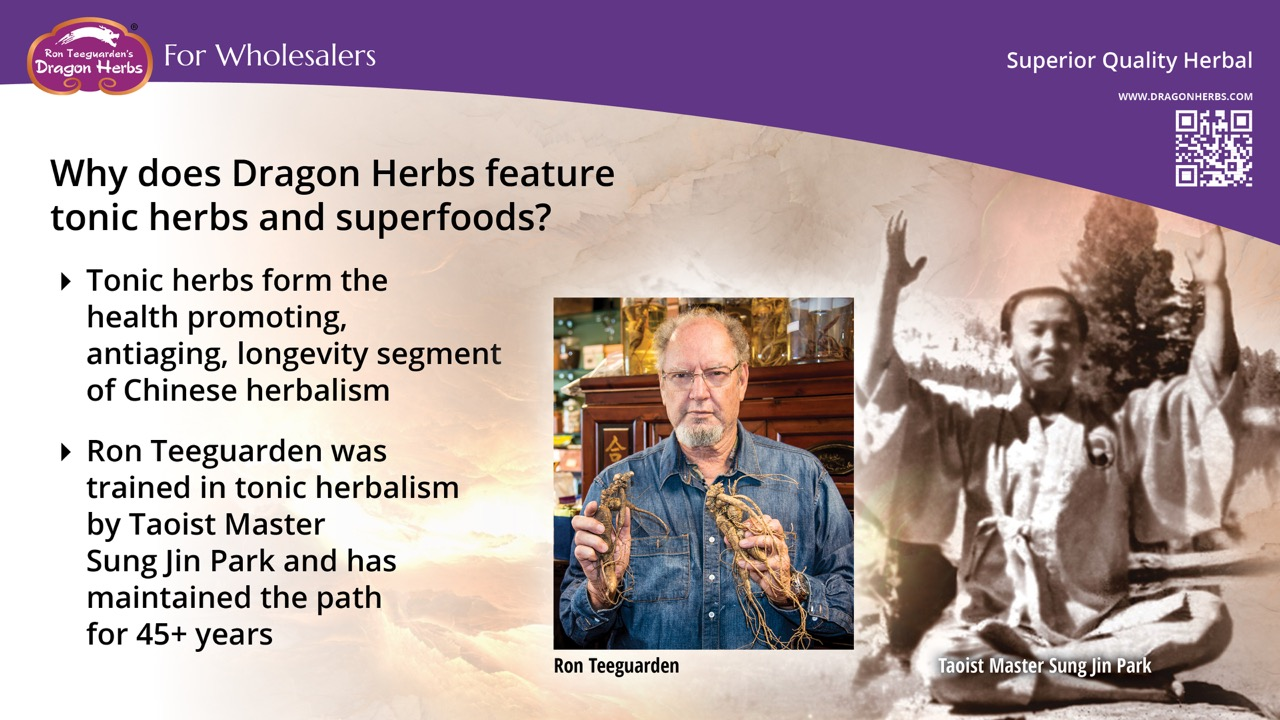 Ron Teeguarden's
Dragon Herbs
®
For Wholesalers
Superior Quality Herbal
WWW.DRAGONHERBS.COM
Why does Dragon Herbs feature
tonic herbs and superfoods?
Tonic herbs form the
health promoting,
antiaging, longevity segment
of Chinese herbalism
Ron Teeguarden was
trained in tonic herbalism
by Taoist Master
Sung Jin Park and has
maintained the path
for 45+ years
合
Ron Teeguarden
Taoist Master Sung Jin Park